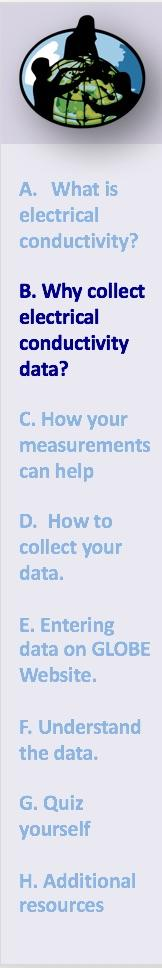 A. What is
electrical
conductivity?
B. Why collect
electrical
conductivity
data?
C. How your
measurements
can help
D. How to
collect your
data.
E. Entering
data on GLOBE
Website.
F. Understand
the data.
G. Quiz
yourself
H. Additional
resources